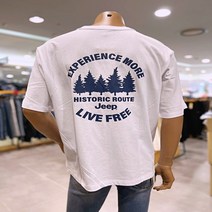 EXPERIENCE MORE
HISTORIC ROUTE
Jeep
LIVE FREE